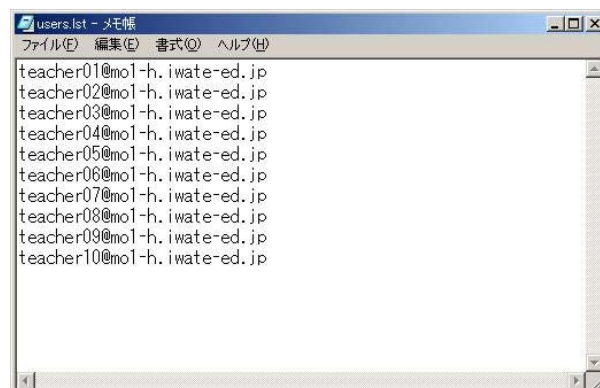 users.lst - メモ帳
ファイル(F) 編集(E) 書式(O) ヘルプ(H)
teacher01@mo1-h.iwate-ed.jp
teacher02@mo1-h.iwate-ed.jp
teacher03@mo1-h.iwate-ed.jp
teacher04@mo1-h.iwate-ed.jp
teacher05@mo1-h.iwate-ed.jp
teacher06@mo1-h.iwate-ed.jp
teacher07@mo1-h.iwate-ed.jp
teacher08@mo1-h.iwate-ed.jp
teacher09@mo1-h.iwate-ed.jp
teacher10@mo1-h.iwate-ed.jp